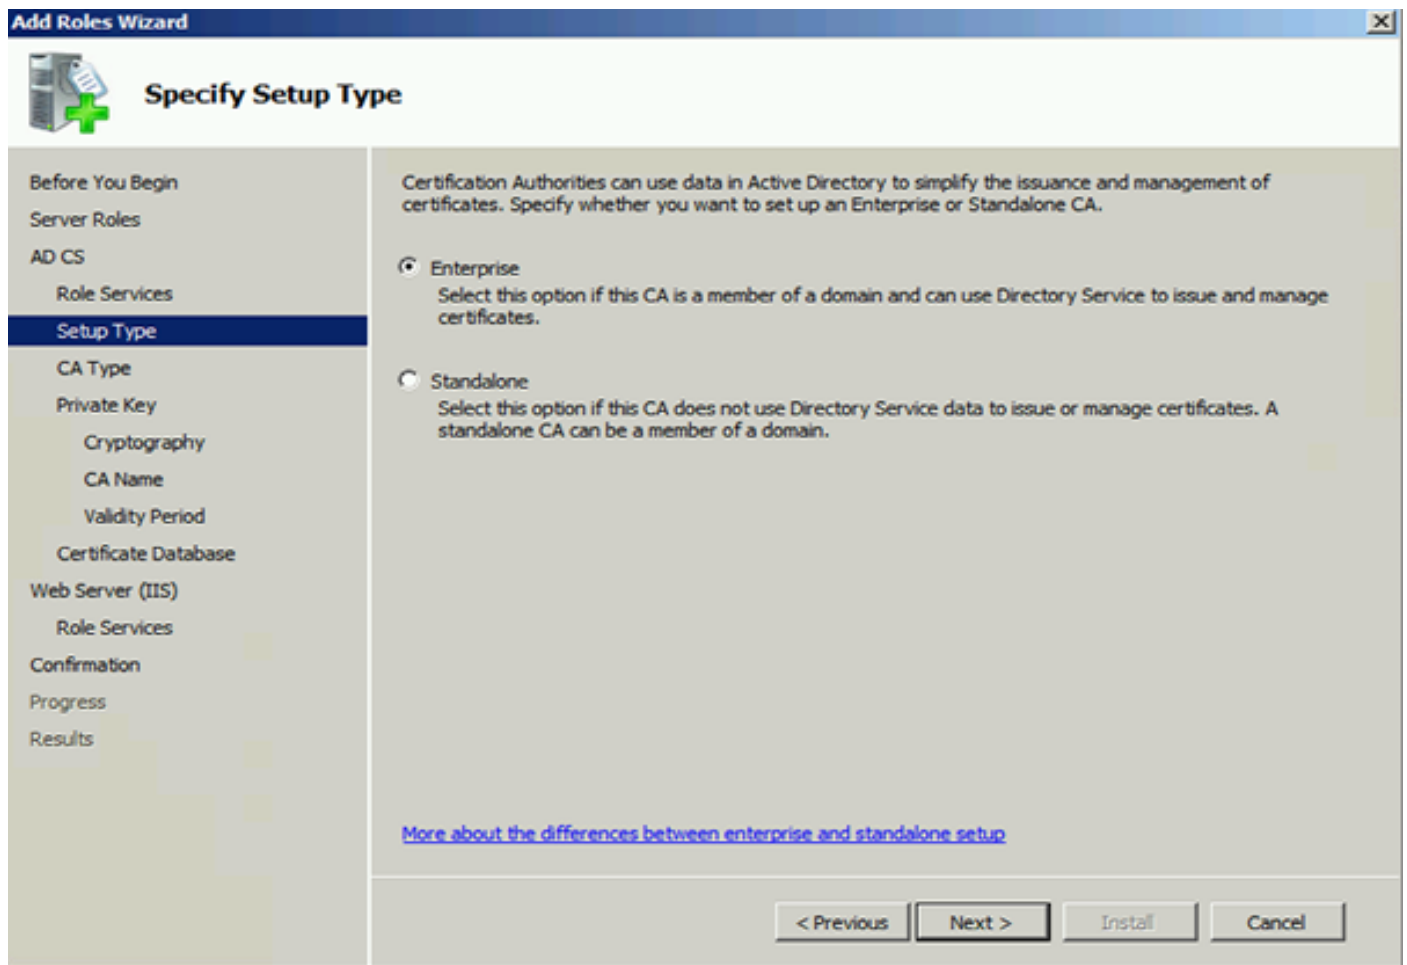 Add Roles Wizard
Specify Setup Type
Before You Begin
Server Roles
AD CS
Role Services
Setup Type
CA Type
Private Key
Cryptography
CA Name
Validity Period
Certificate Database
Web Server (IIS)
Role Services
Confirmation
Progress
Results
Certification Authorities can use data in Active Directory to simplify the issuance and management of
certificates. Specify whether you want to set up an Enterprise or Standalone CA.
Enterprise
Select this option if this CA is a member of a domain and can use Directory Service to issue and manage
certificates.
Standalone
Select this option if this CA does not use Directory Service data to issue or manage certificates. A
standalone CA can be a member of a domain.
More about the differences between enterprise and standalone setup
< Previous
Next >
Install
Cancel